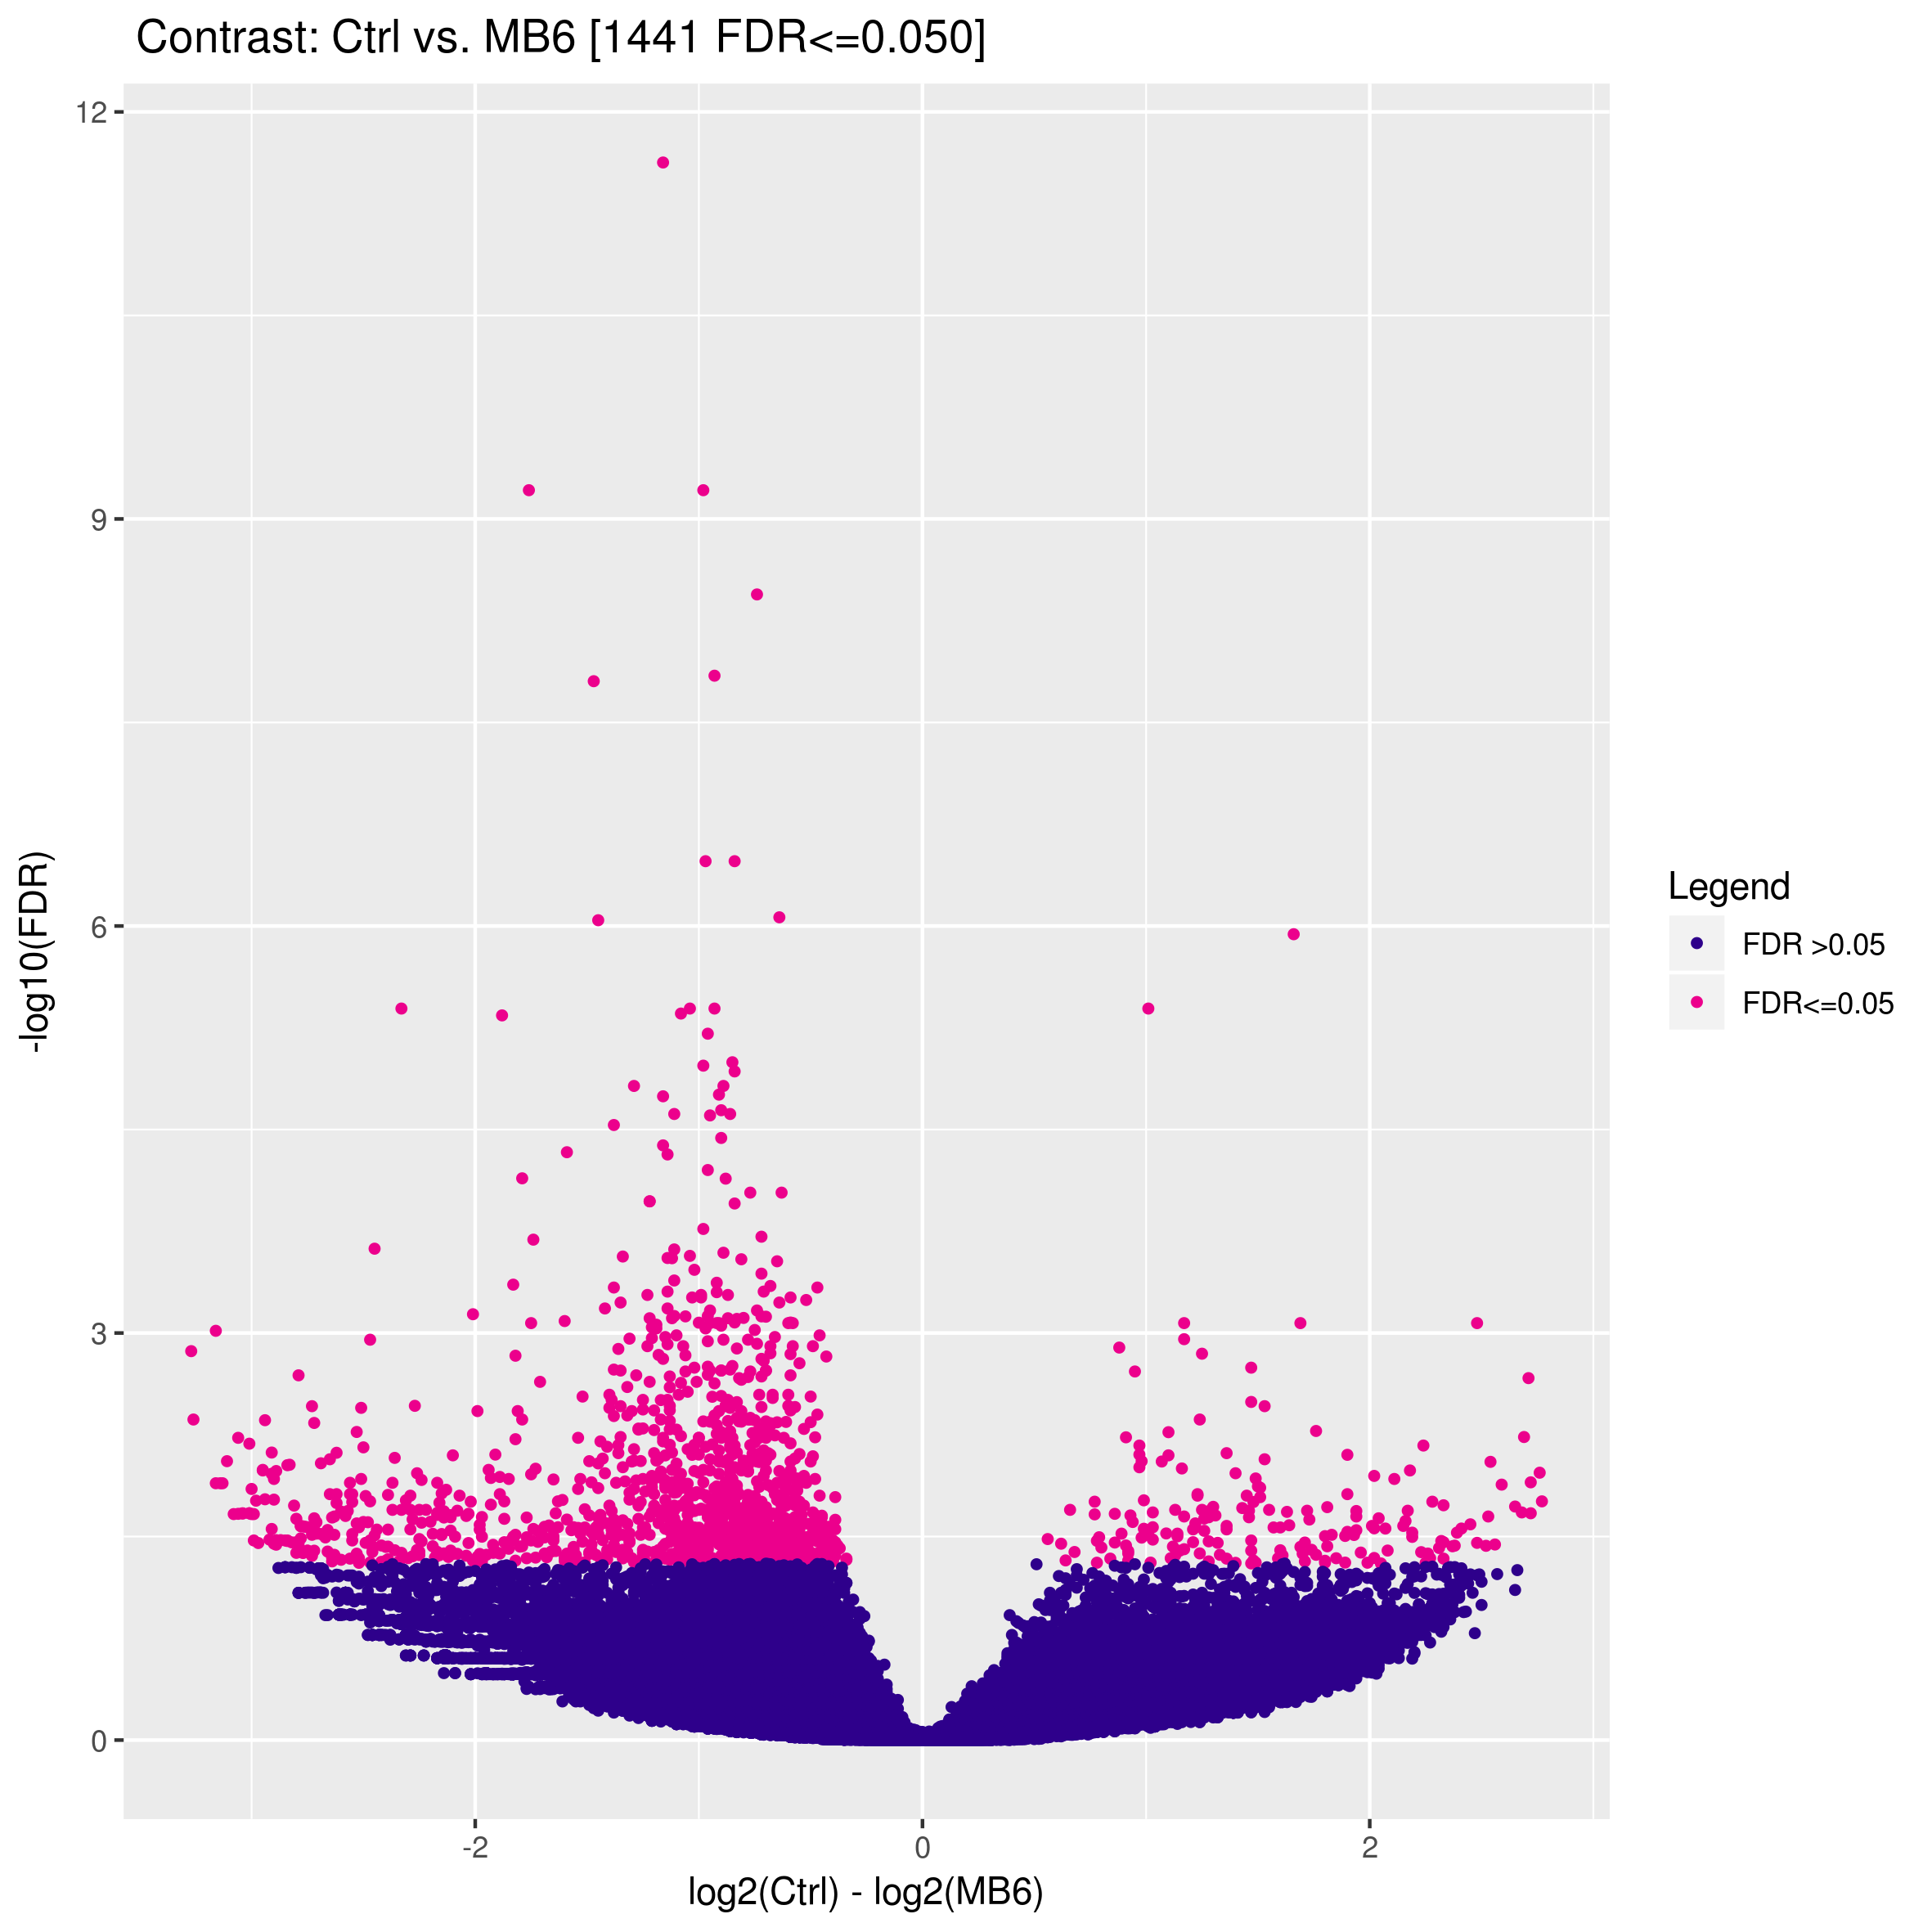 Contrast: Ctrl vs. MB6 [1441 FDR<=0.050]
12
9
6
3
0
-log10(FDR)
-2
0
2
log2(Ctrl) - log2(MB6)
Legend
FDR >0.05
FDR<=0.05